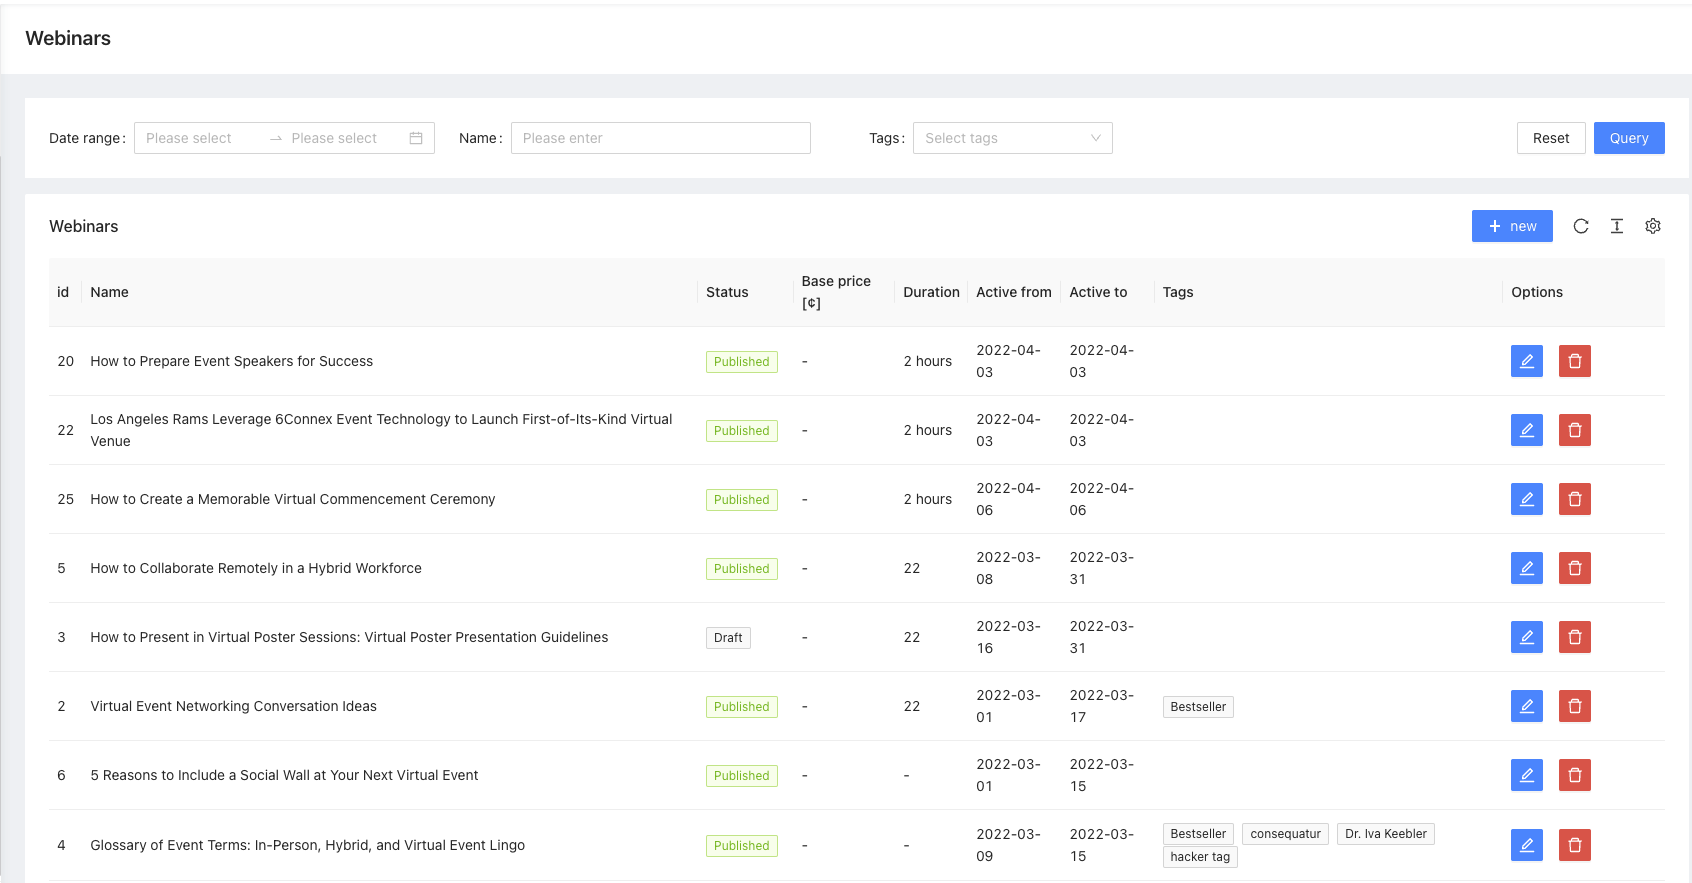 Webinars
Date range : Please select → Please select Name : Please enter Tags : Select tags Reset Query
Webinars
+ new
id Name Status Base price [¢] Duration Active from Active to Tags Options
20 How to Prepare Event Speakers for Success Published - 2 hours 2022-04-03 2022-04-03
22 Los Angeles Rams Leverage 6Connex Event Technology to Launch First-of-Its-Kind Virtual Venue Published - 2 hours 2022-04-03 2022-04-03
25 How to Create a Memorable Virtual Commencement Ceremony Published - 2 hours 2022-04-06 2022-04-06
5 How to Collaborate Remotely in a Hybrid Workforce Published - 22 2022-03-08 2022-03-31
3 How to Present in Virtual Poster Sessions: Virtual Poster Presentation Guidelines Draft - 22 2022-03-16 2022-03-31
2 Virtual Event Networking Conversation Ideas Published - 22 2022-03-01 2022-03-17 Bestseller
6 5 Reasons to Include a Social Wall at Your Next Virtual Event Published - - 2022-03-01 2022-03-15
4 Glossary of Event Terms: In-Person, Hybrid, and Virtual Event Lingo Published - - 2022-03-09 2022-03-15 Bestseller consequatur Dr. Iva Keebler hacker tag